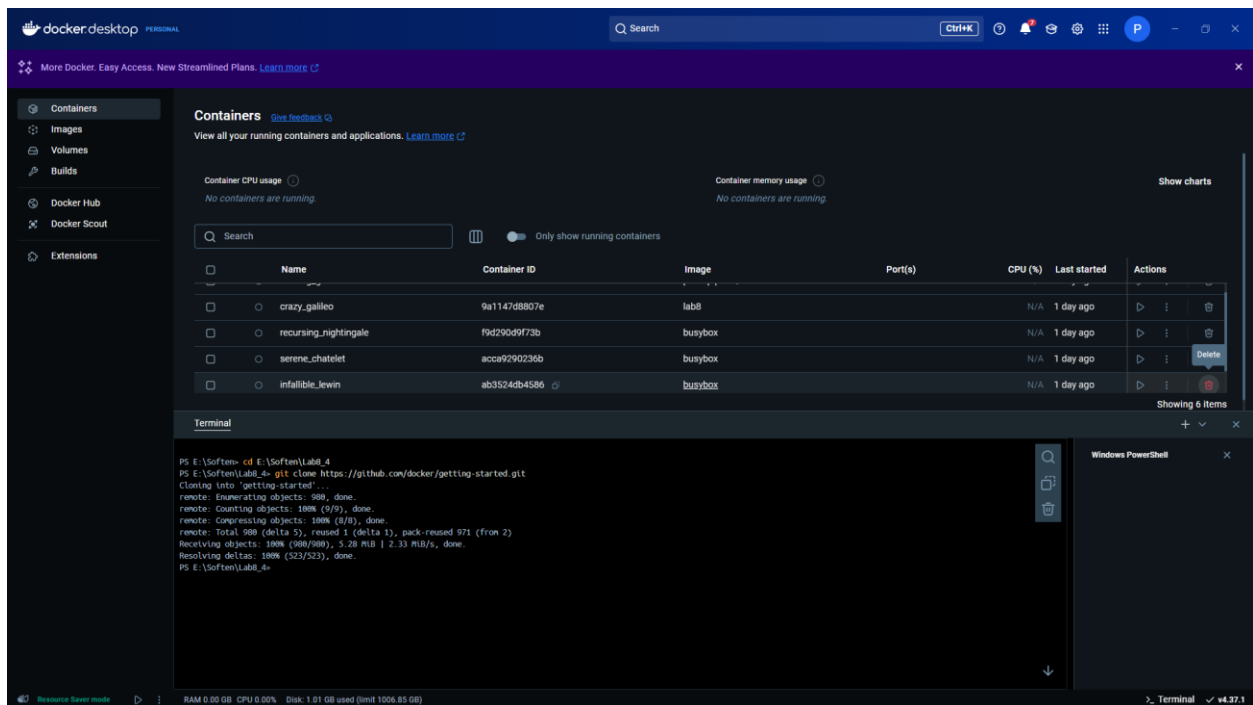 docker.desktop PERSONAL
Search
Ctrl+K
7
P
More Docker. Easy Access. New Streamlined Plans. Learn more
Containers
Images
Volumes
Builds
Docker Hub
Docker Scout
Extensions
Containers Give feedback
View all your running containers and applications. Learn more
Container CPU usage
No containers are running.
Container memory usage
No containers are running.
Show charts
Search
Only show running containers
Name Container ID Image Port(s) CPU (%) Last started Actions
crazy_galileo 9a1147d8807e lab8 N/A 1 day ago
recursing_nightingale f9d290d9f73b busybox N/A 1 day ago
serene_chatelet acca9290236b busybox N/A 1 day ago
Delete
infallible_lewin ab3524db4586 busybox N/A 1 day ago
Showing 6 items
Terminal
PS E:\Soften> cd E:\Soften\Lab8_4
PS E:\Soften\Lab8_4> git clone https://github.com/docker/getting-started.git
Cloning into 'getting-started'...
remote: Enumerating objects: 980, done.
remote: Counting objects: 100% (9/9), done.
remote: Compressing objects: 100% (8/8), done.
remote: Total 980 (delta 5), reused 1 (delta 1), pack-reused 971 (from 2)
Receiving objects: 100% (980/980), 5.28 MiB | 2.33 MiB/s, done.
Resolving deltas: 100% (523/523), done.
PS E:\Soften\Lab8_4>
Windows PowerShell
Resource Saver mode
RAM 0.00 GB CPU 0.00% Disk: 1.01 GB used (limit 1006.85 GB)
>_ Terminal
v4.37.1